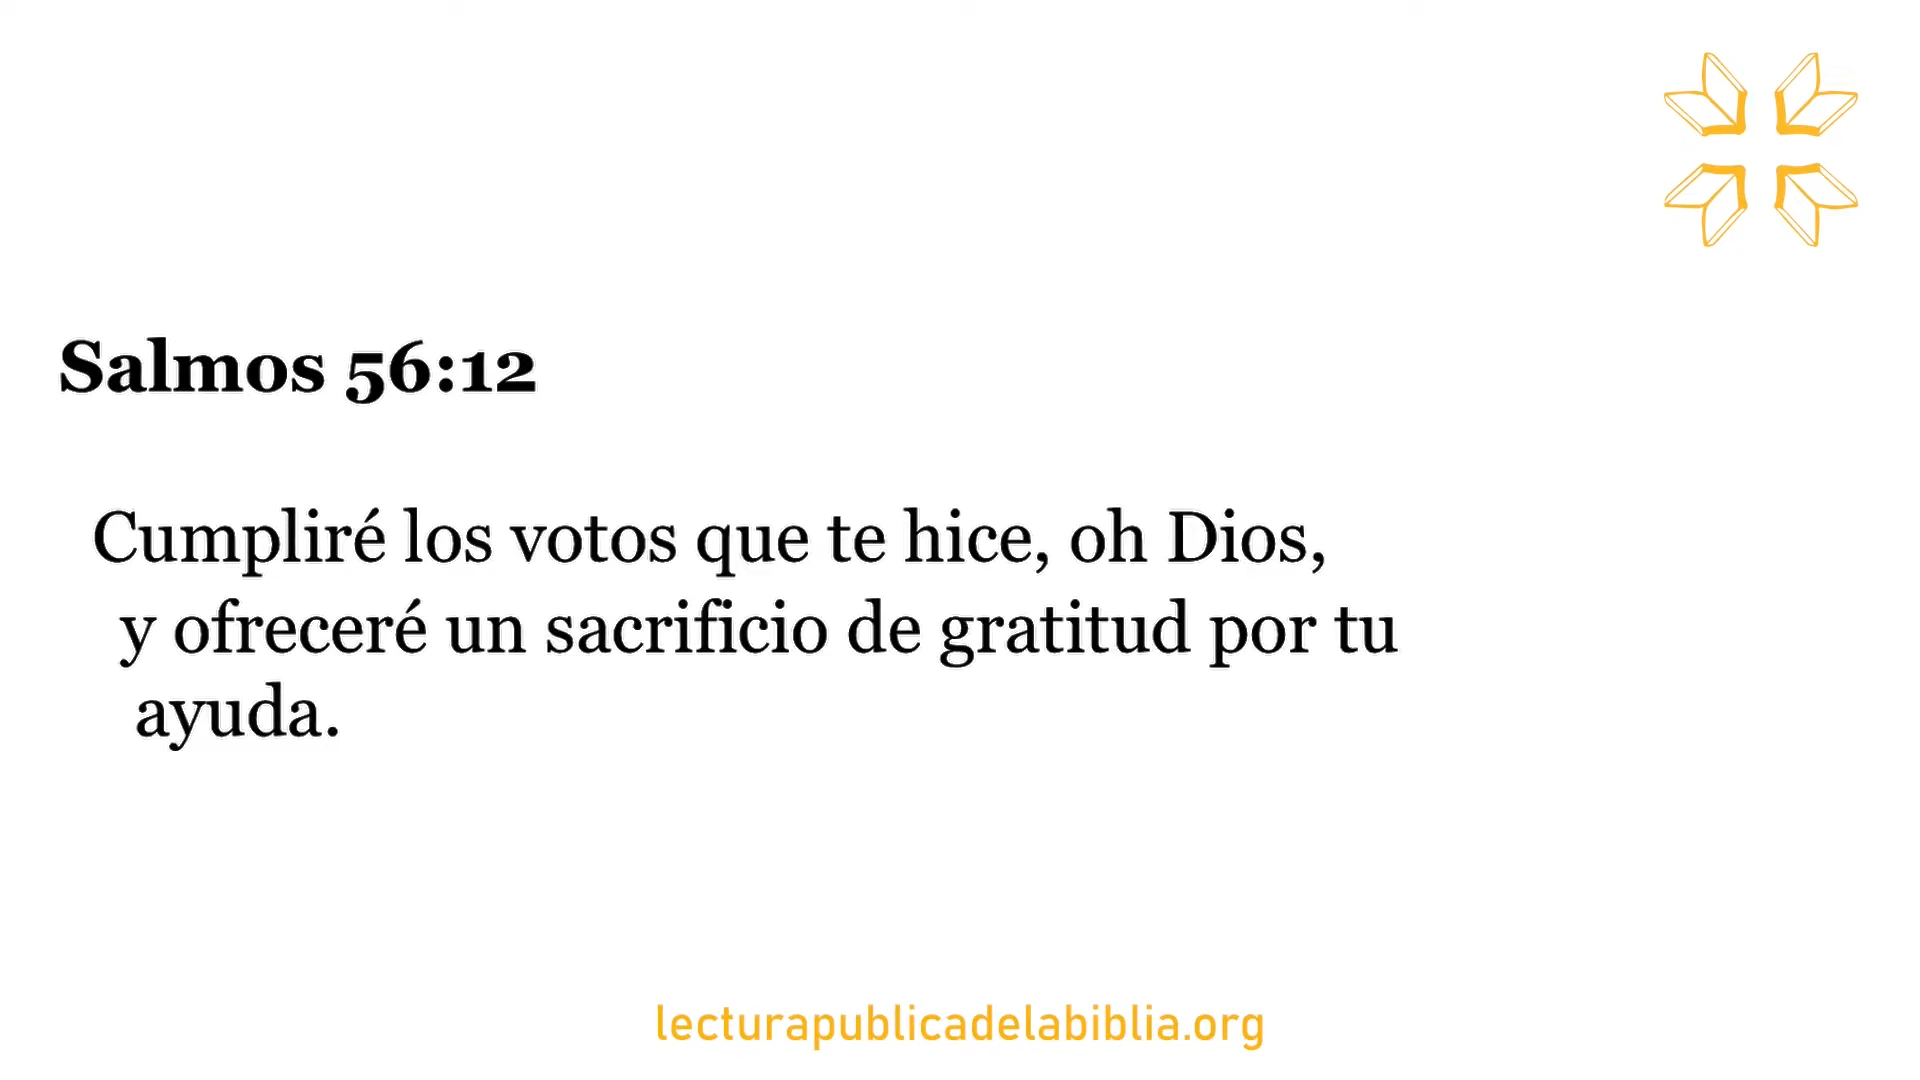 Salmos 56:12
Cumpliré los votos que te hice, oh Dios,
y ofreceré un sacrificio de gratitud por tu
ayuda.
lecturapublicadelabiblia.org